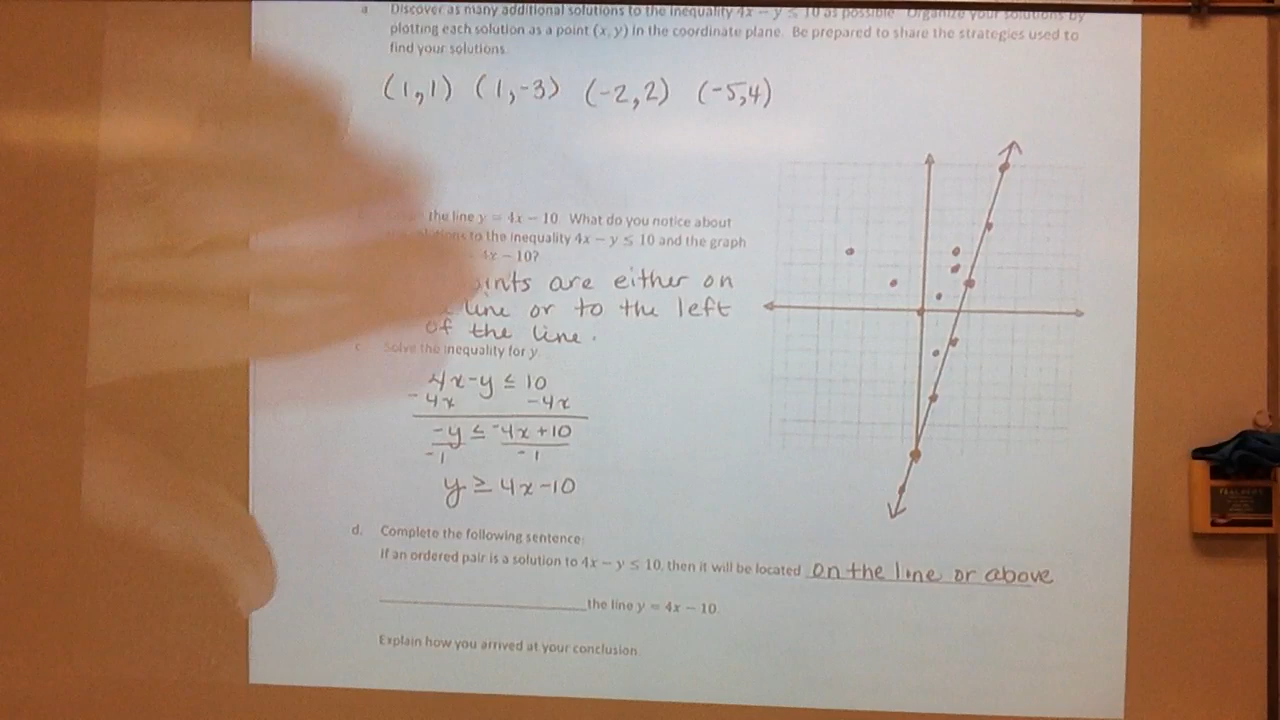 a Discover as many additional solutions to the inequality 4x − y ≤ 10 as possible Organize your solutions by
plotting each solution as a point (x, y) in the coordinate plane. Be prepared to share the strategies used to
find your solutions.
(1,1) (1,-3) (-2,2) (-5,4)
the line y = 4x − 10. What do you notice about
to the inequality 4x − y ≤ 10 and the graph
4x − 10?
are either on
line or to the left
of the line.
c. Solve the inequality for y.
4x-y ≤ 10
-4x -4x
-y ≤ -4x+10
-1 -1
y ≥ 4x-10
d. Complete the following sentence:
If an ordered pair is a solution to 4x − y ≤ 10, then it will be located on the line or above
the line y = 4x − 10.
Explain how you arrived at your conclusion.